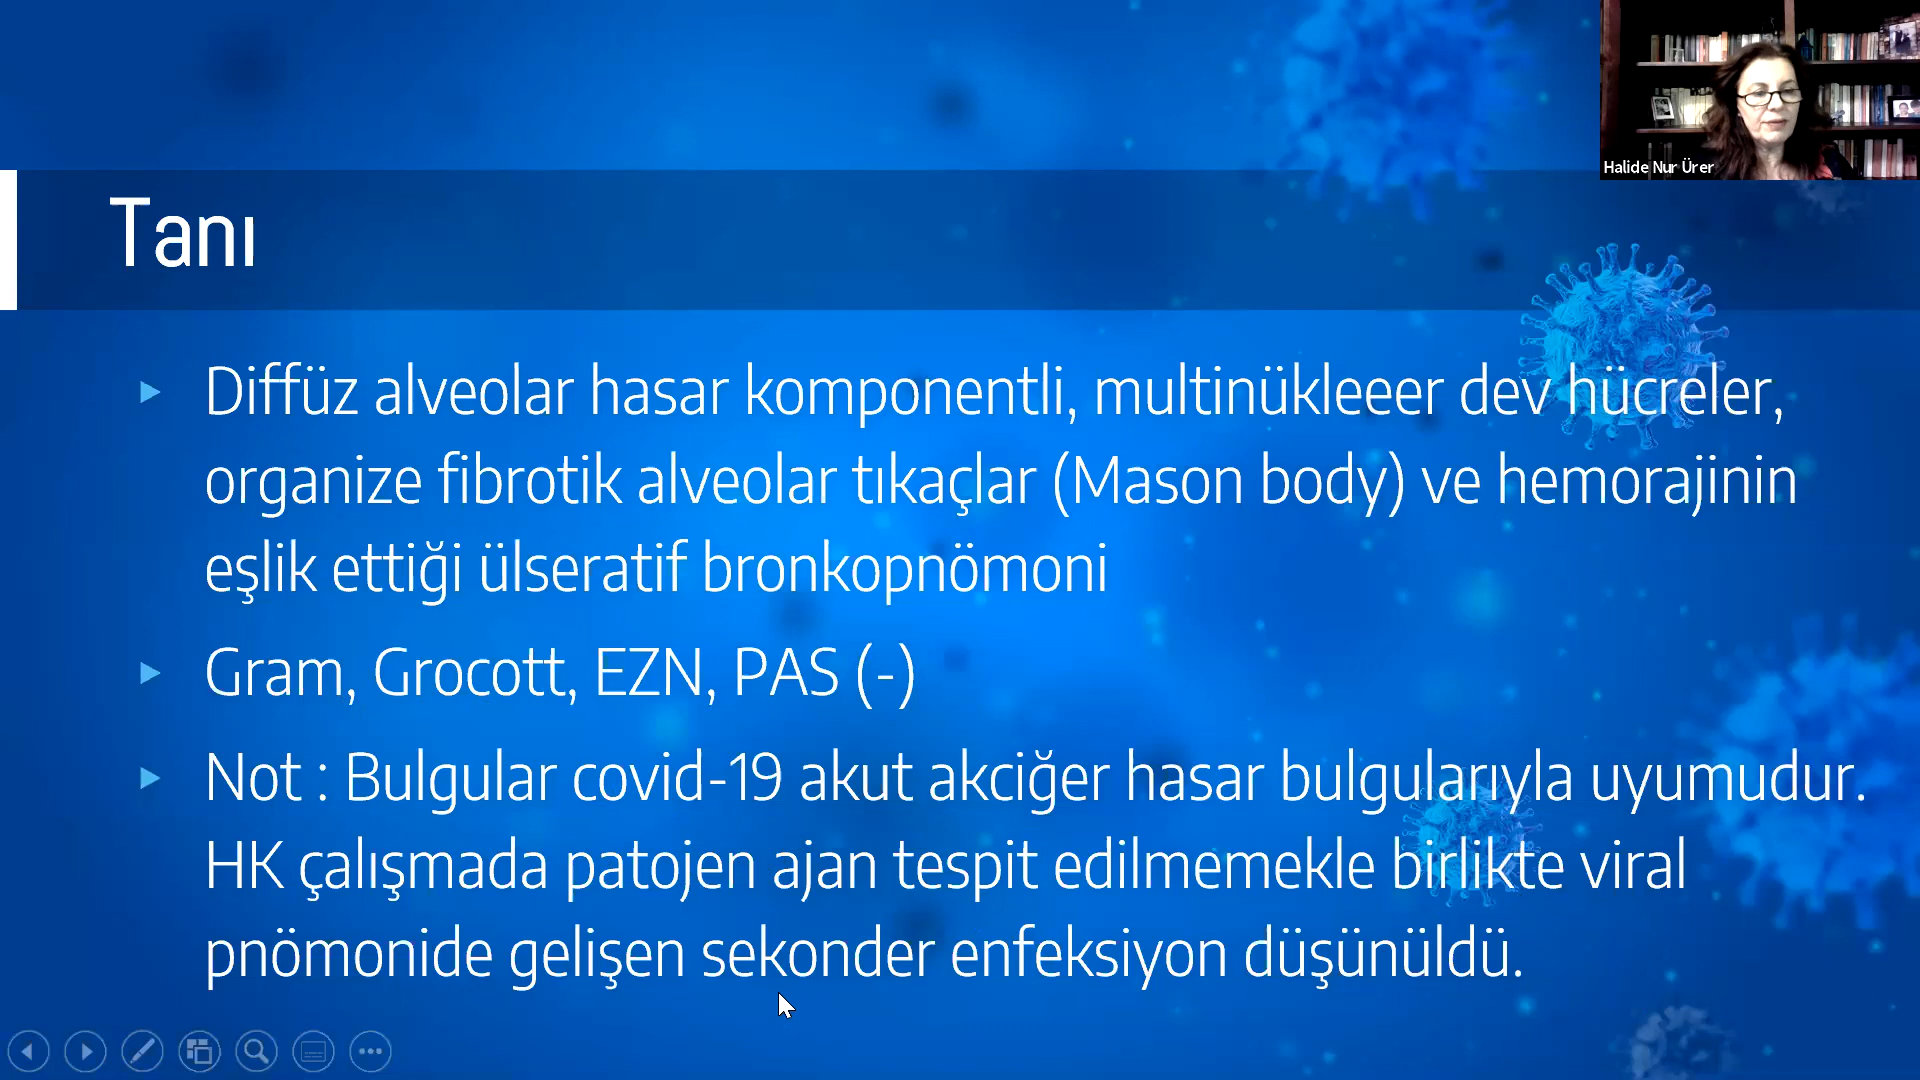 Halide Nur Ürer
Tanı
Diffüz alveolar hasar komponentli, multinükleeer dev hücreler,
organize fibrotik alveolar tıkaçlar (Mason body) ve hemorajinin
eşlik ettiği ülseratif bronkopnömoni
Gram, Grocott, EZN, PAS (-)
Not : Bulgular covid-19 akut akciğer hasar bulgularıyla uyumudur.
HK çalışmada patojen ajan tespit edilmemekle birlikte viral
pnömonide gelişen sekonder enfeksiyon düşünüldü.